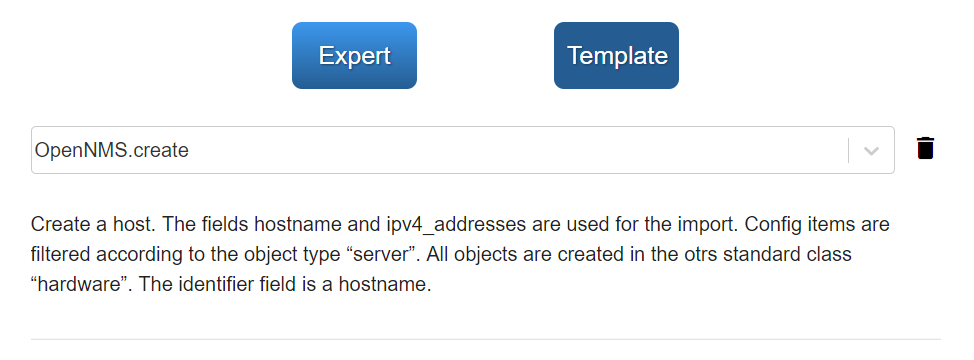 Expert
Template
OpenNMS.create
Create a host. The fields hostname and ipv4_addresses are used for the import. Config items are
filtered according to the object type “server”. All objects are created in the otrs standard class
“hardware”. The identifier field is a hostname.